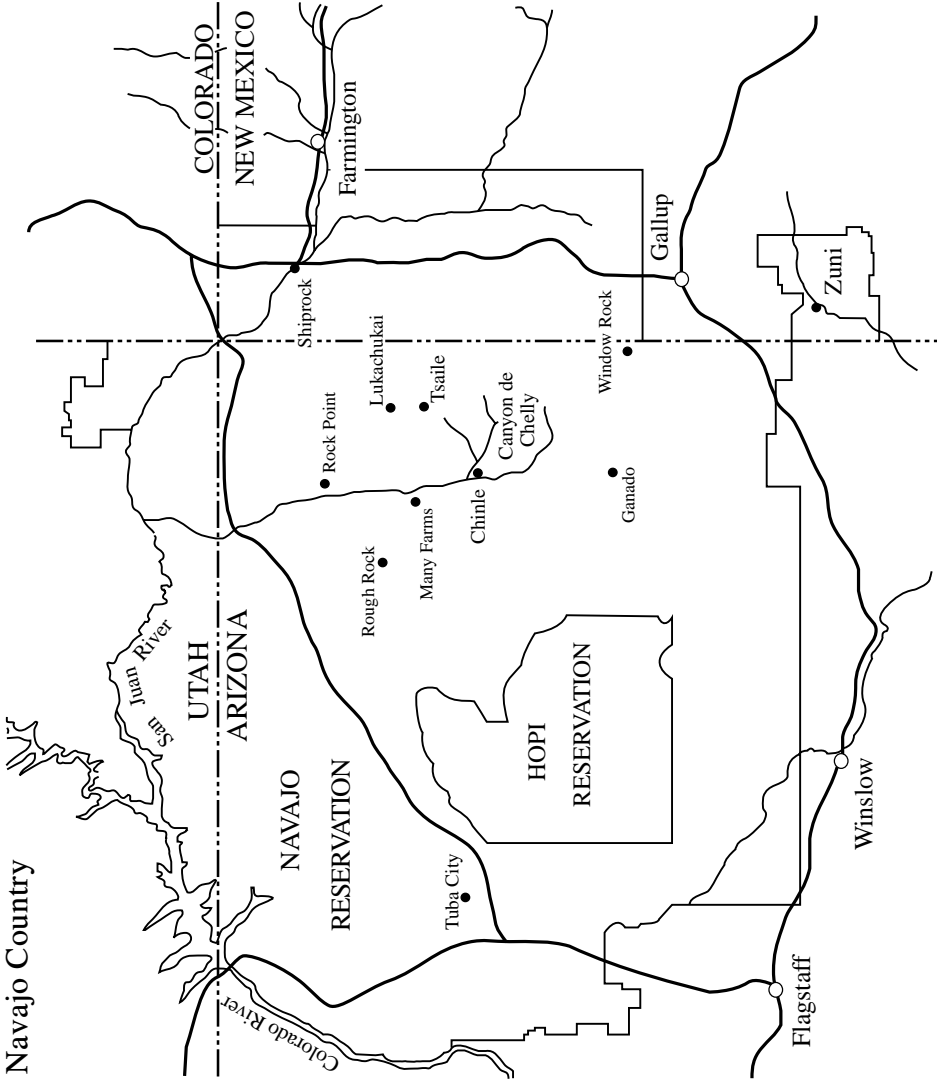 Navajo Country
COLORADO
NEW MEXICO
UTAH
ARIZONA
San Juan River
Colorado River
NAVAJO
RESERVATION
HOPI
RESERVATION
Farmington
Shiprock
Lukachukai
Tsaile
Rock Point
Canyon de
Chelly
Chinle
Many Farms
Rough Rock
Window Rock
Ganado
Gallup
Zuni
Tuba City
Winslow
Flagstaff